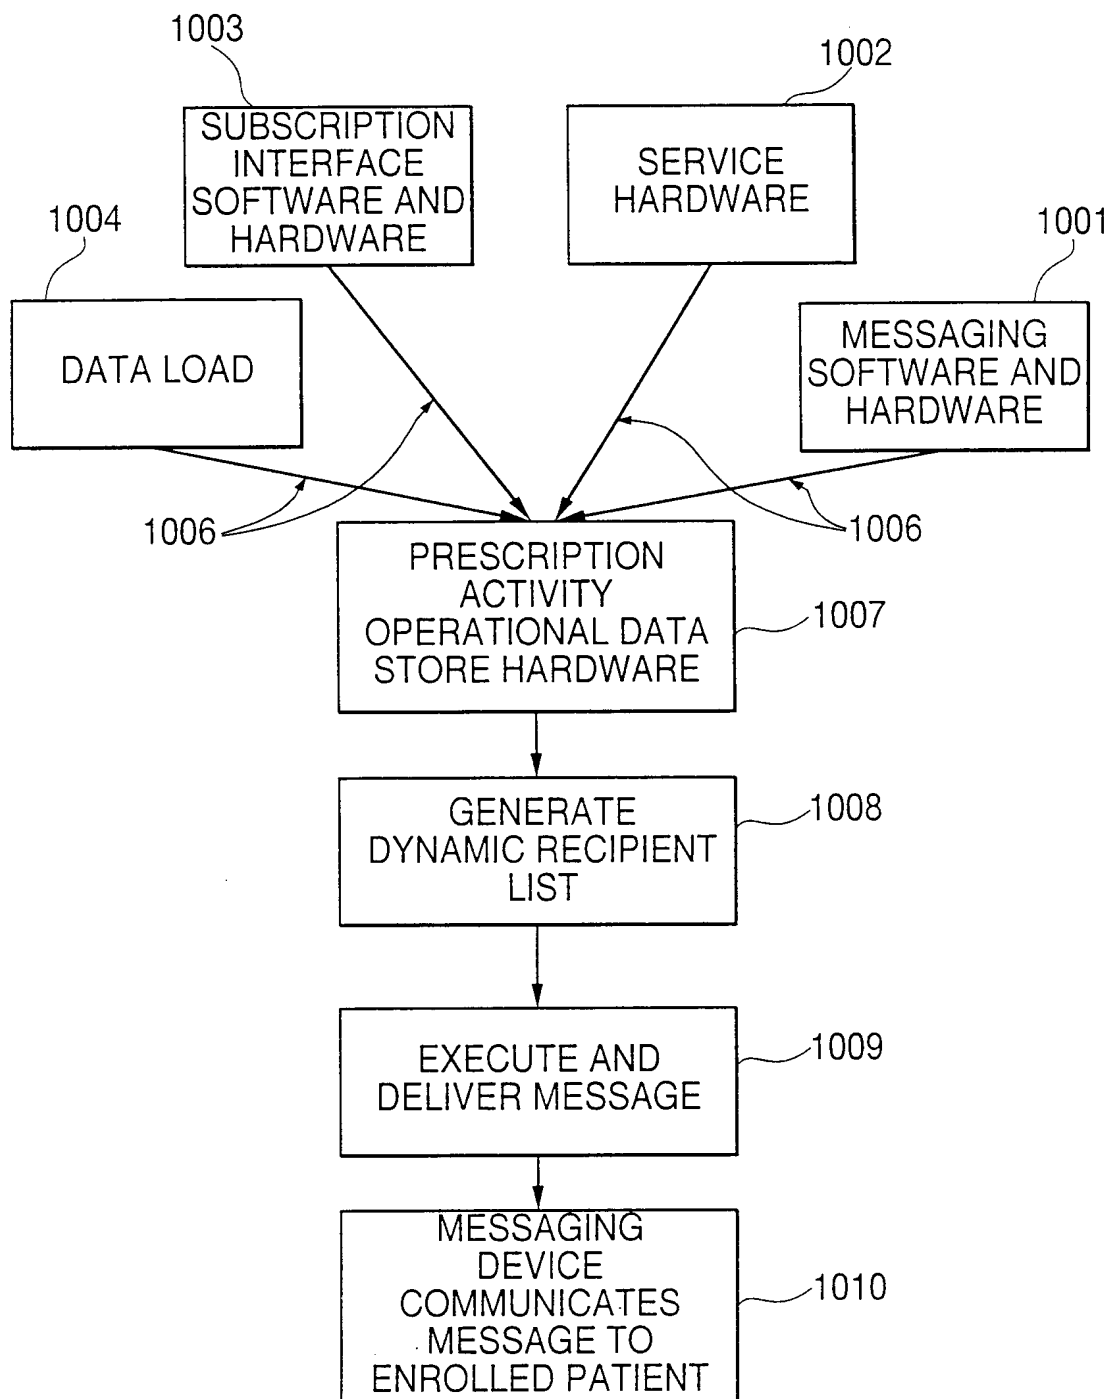 1003
1002
SUBSCRIPTION
INTERFACE
SOFTWARE AND
HARDWARE
SERVICE
HARDWARE
1004
1001
DATA LOAD
MESSAGING
SOFTWARE AND
HARDWARE
1006
1006
PRESCRIPTION
ACTIVITY
OPERATIONAL DATA
STORE HARDWARE
1007
GENERATE
DYNAMIC RECIPIENT
LIST
1008
EXECUTE AND
DELIVER MESSAGE
1009
MESSAGING
DEVICE
COMMUNICATES
MESSAGE TO
ENROLLED PATIENT
1010